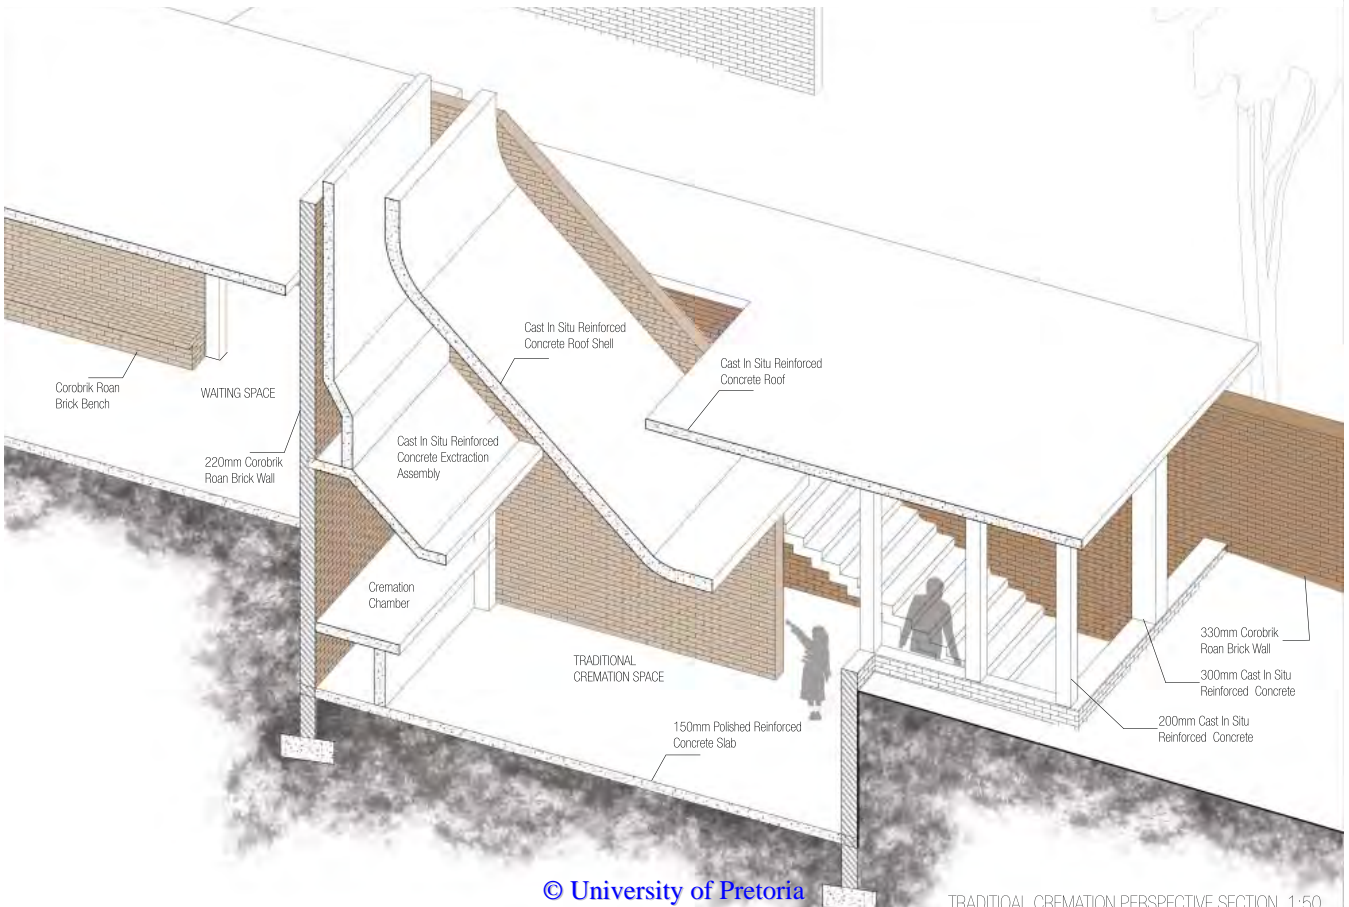 Cast In Situ Reinforced
Concrete Roof Shell
Cast In Situ Reinforced
Concrete Roof
Corobrik Roan
Brick Bench
WAITING SPACE
Cast In Situ Reinforced
Concrete Exctraction
Assembly
220mm Corobrik
Roan Brick Wall
Cremation
Chamber
TRADITIONAL
CREMATION SPACE
330mm Corobrik
Roan Brick Wall
300mm Cast In Situ
Reinforced Concrete
200mm Cast In Situ
Reinforced Concrete
150mm Polished Reinforced
Concrete Slab
© University of Pretoria
TRADITIOAL CREMATION PERSPECTIVE SECTION 1:50